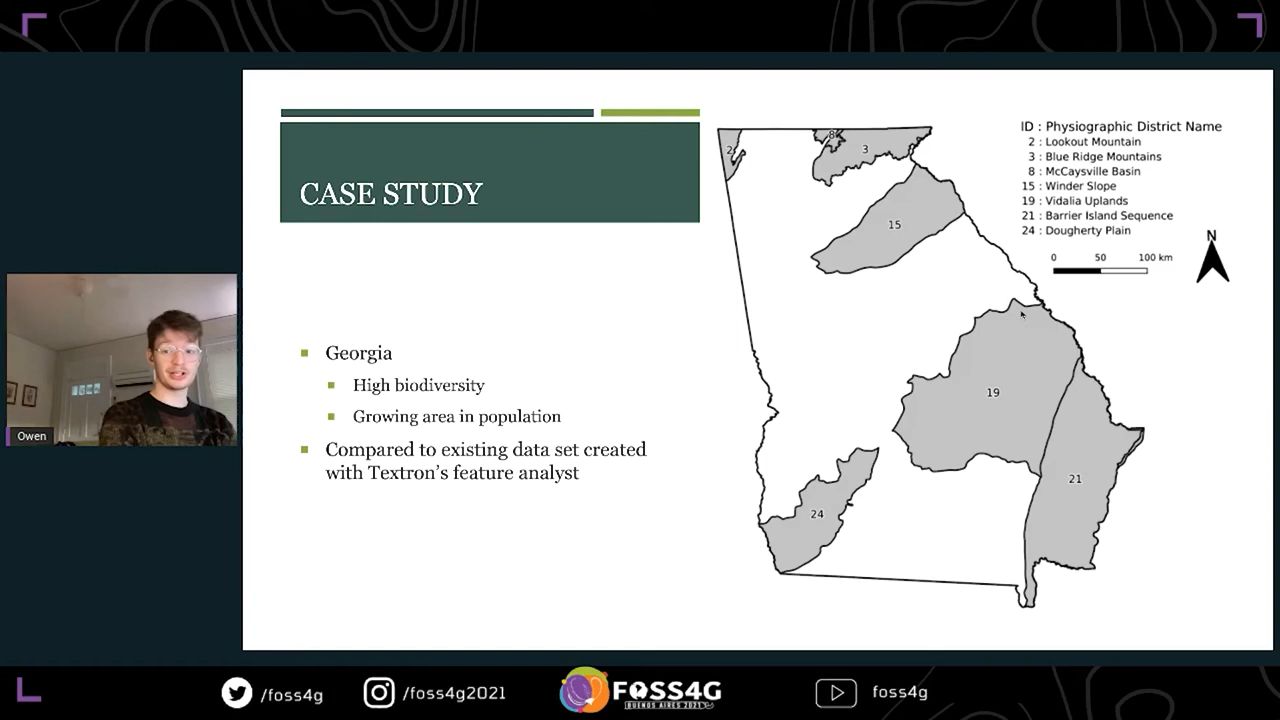 CASE STUDY
Georgia
High biodiversity
Growing area in population
Compared to existing data set created
with Textron's feature analyst
ID : Physiographic District Name
2 : Lookout Mountain
3 : Blue Ridge Mountains
8 : McCaysville Basin
15 : Winder Slope
19 : Vidalia Uplands
21 : Barrier Island Sequence
24 : Dougherty Plain
N
0 50 100 km
2
8
3
15
19
21
24
Owen
/foss4g
/foss4g2021
FOSS4G
BUENOS AIRES 2021
foss4g